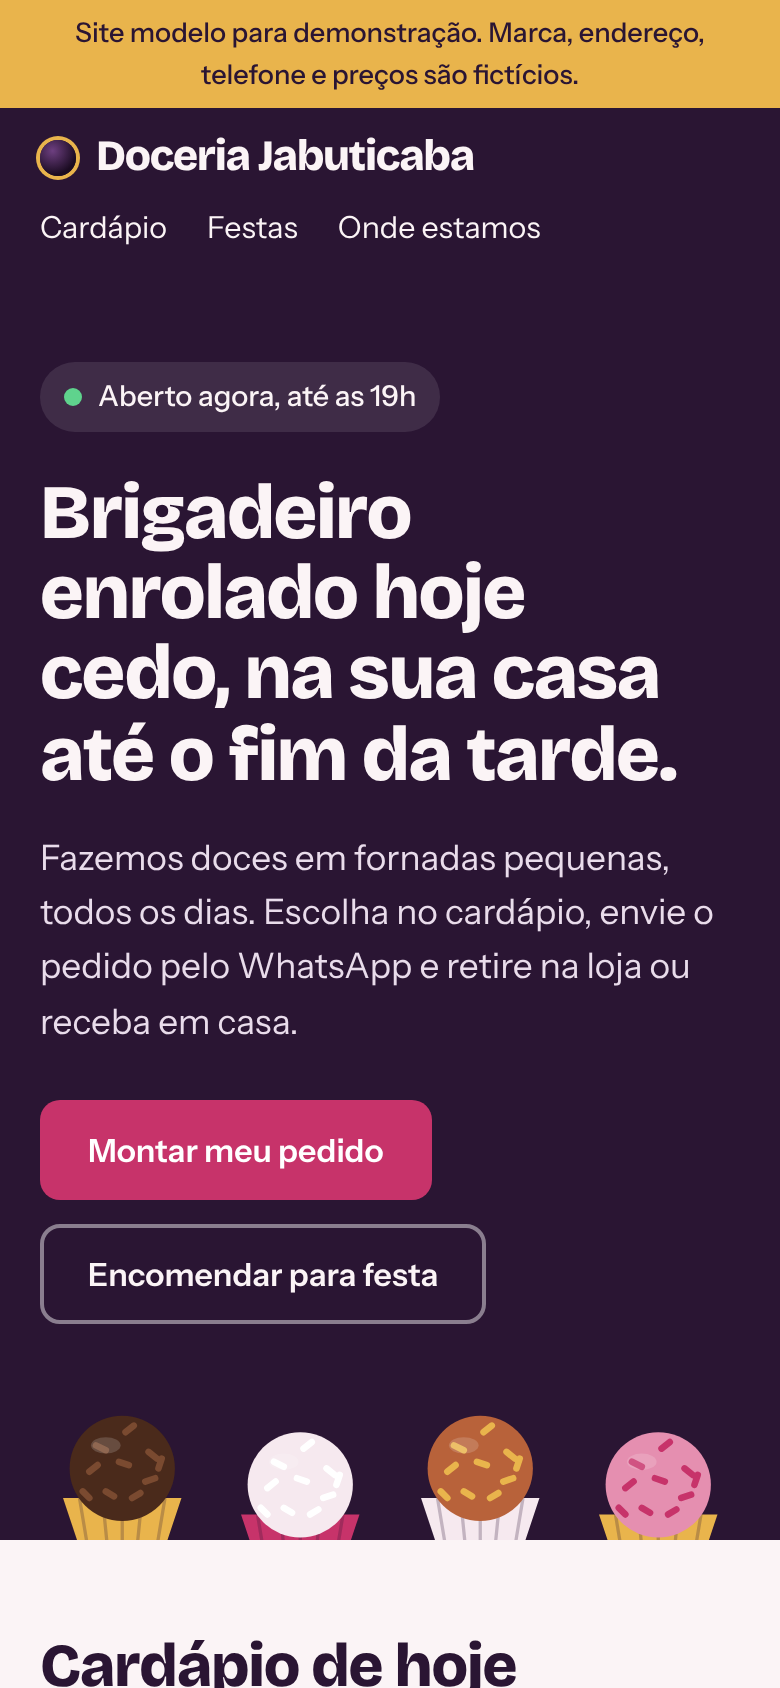 Site modelo para demonstração. Marca, endereço,
telefone e preços são fictícios.
Doceria Jabuticaba
Cardápio Festas Onde estamos
Aberto agora, até as 19h
Brigadeiro
enrolado hoje
cedo, na sua casa
até o fim da tarde.
Fazemos doces em fornadas pequenas,
todos os dias. Escolha no cardápio, envie o
pedido pelo WhatsApp e retire na loja ou
receba em casa.
Montar meu pedido
Encomendar para festa
Cardápio de hoje